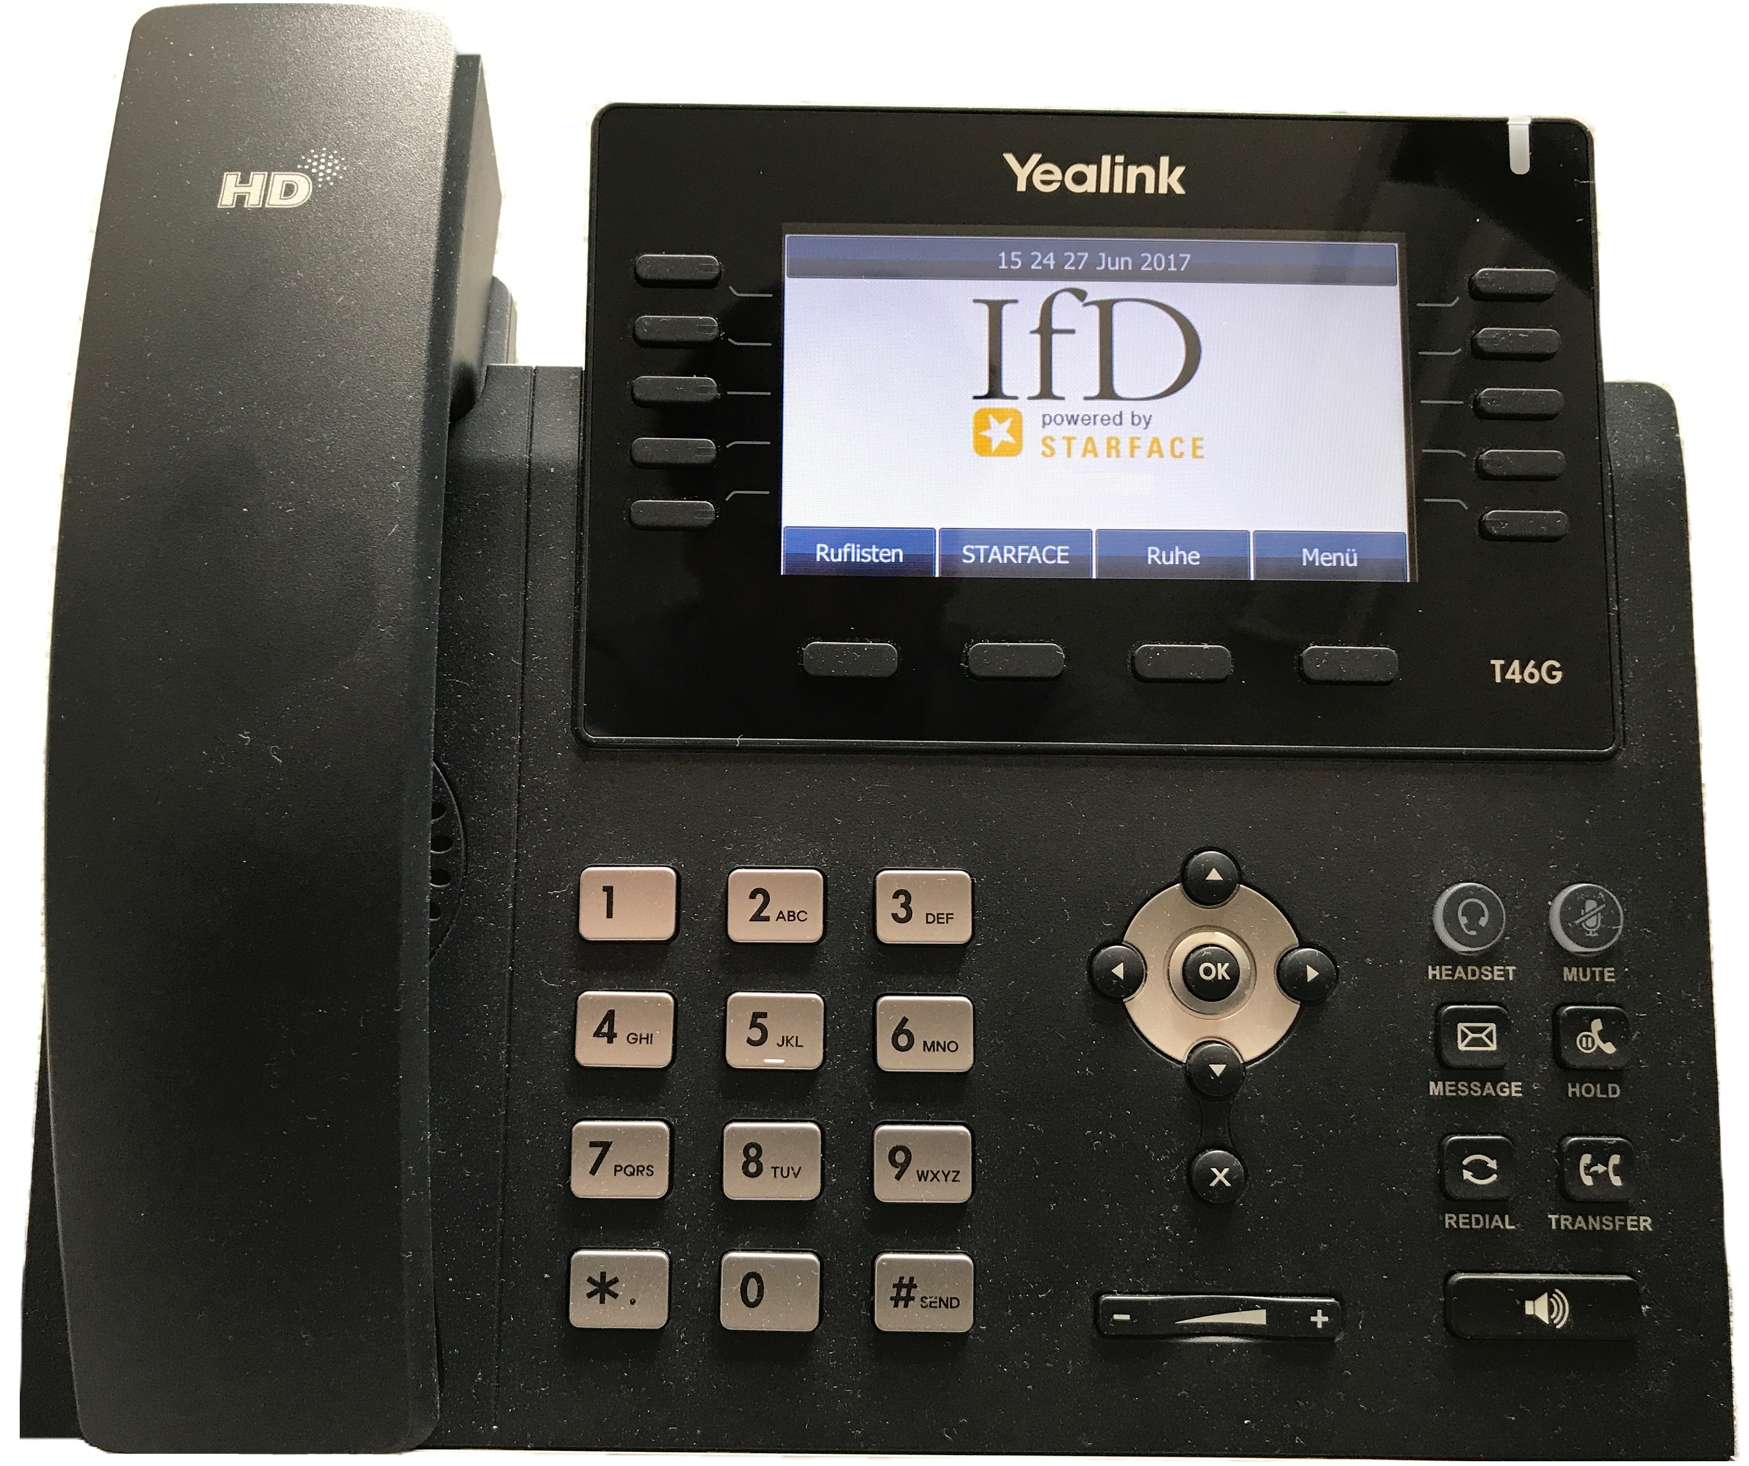 HD
Yealink
15 24 27 Jun 2017
IfD
powered by
STARFACE
Ruflisten STARFACE Ruhe Menü
T46G
1 2 ABC 3 DEF
4 GHI 5 JKL 6 MNO
7 PQRS 8 TUV 9 WXYZ
* . 0 # SEND
OK
X
- +
HEADSET MUTE
MESSAGE HOLD
REDIAL TRANSFER